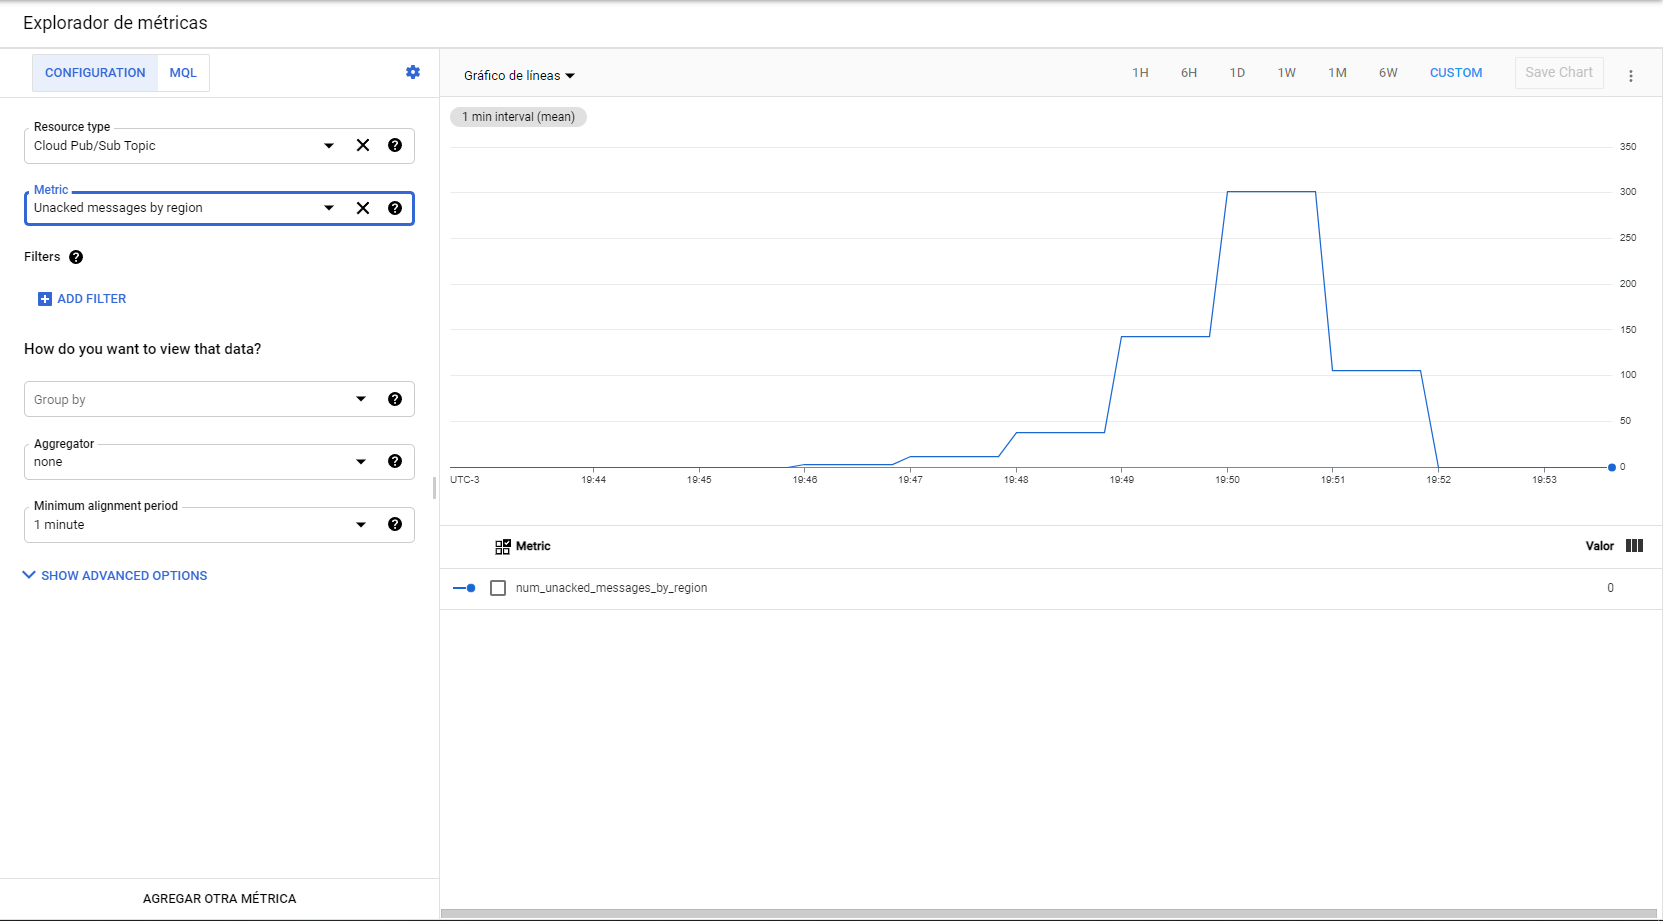 Explorador de métricas
CONFIGURATION
MQL
Resource type
Cloud Pub/Sub Topic
Metric
Unacked messages by region
Filters
ADD FILTER
How do you want to view that data?
Group by
Aggregator
none
Minimum alignment period
1 minute
SHOW ADVANCED OPTIONS
AGREGAR OTRA MÉTRICA
Gráfico de líneas
1H 6H 1D 1W 1M 6W CUSTOM
Save Chart
1 min interval (mean)
350
300
250
200
150
100
50
0
UTC-3 19:44 19:45 19:46 19:47 19:48 19:49 19:50 19:51 19:52 19:53
Metric Valor
num_unacked_messages_by_region 0